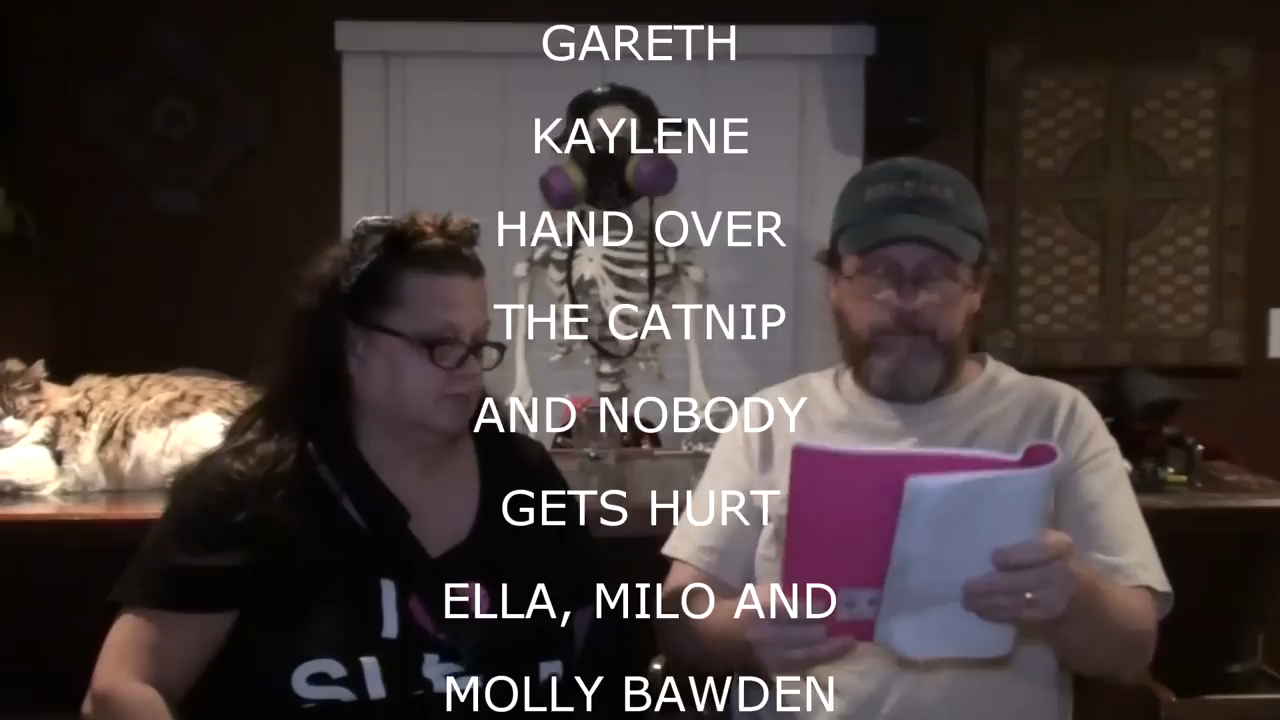 GARETH
KAYLENE
HAND OVER
THE CATNIP
AND NOBODY
GETS HURT
ELLA, MILO AND
MOLLY BAWDEN
I